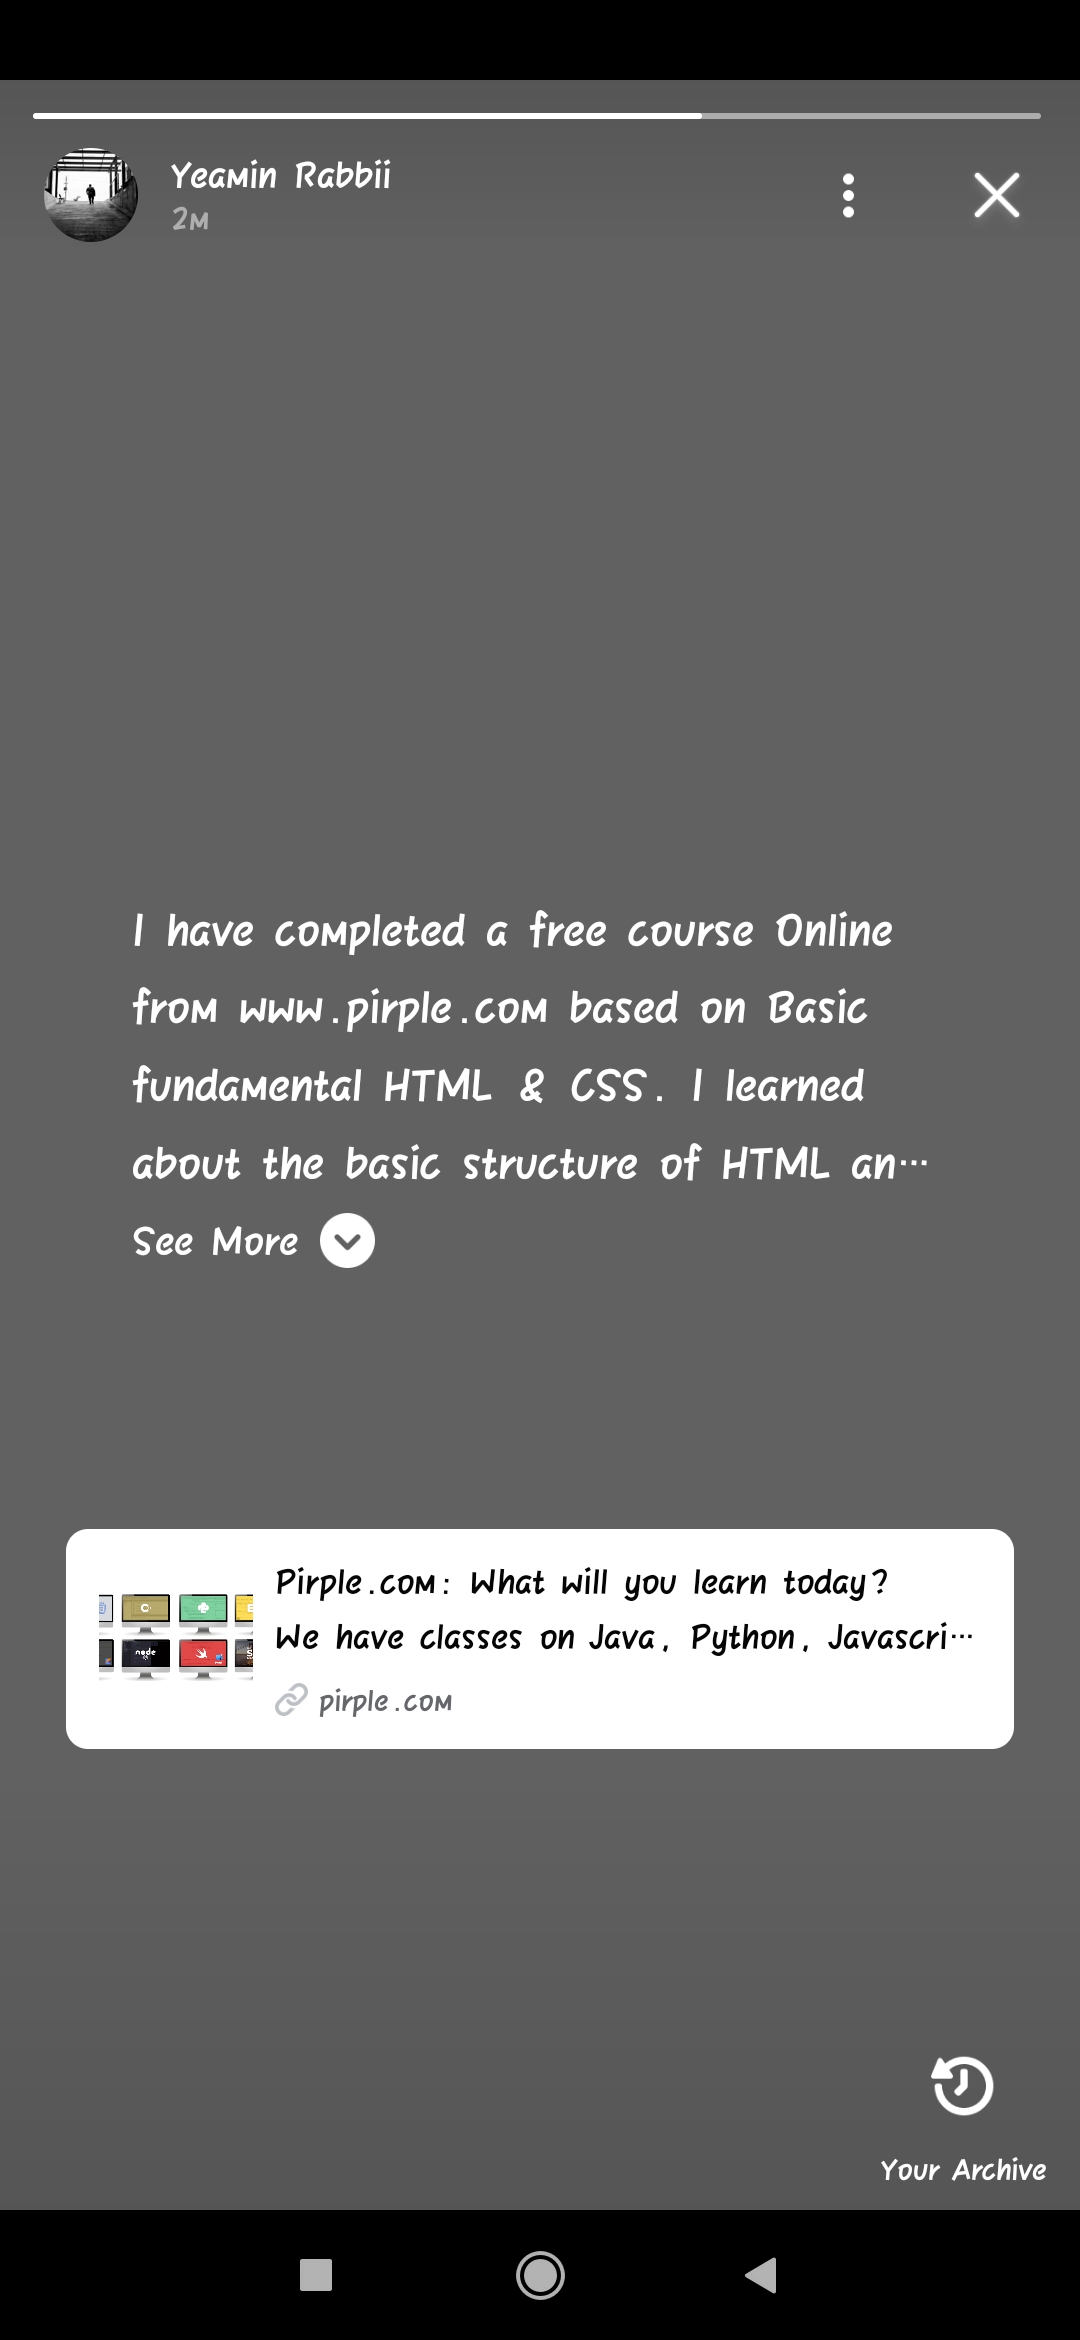 Yeamin Rabbii
2m
I have completed a free course Online
from www.pirple.com based on Basic
fundamental HTML & CSS. I learned
about the basic structure of HTML an...
See More
Pirple.com: What will you learn today?
We have classes on Java, Python, Javascri...
node
pirple.com
Your Archive